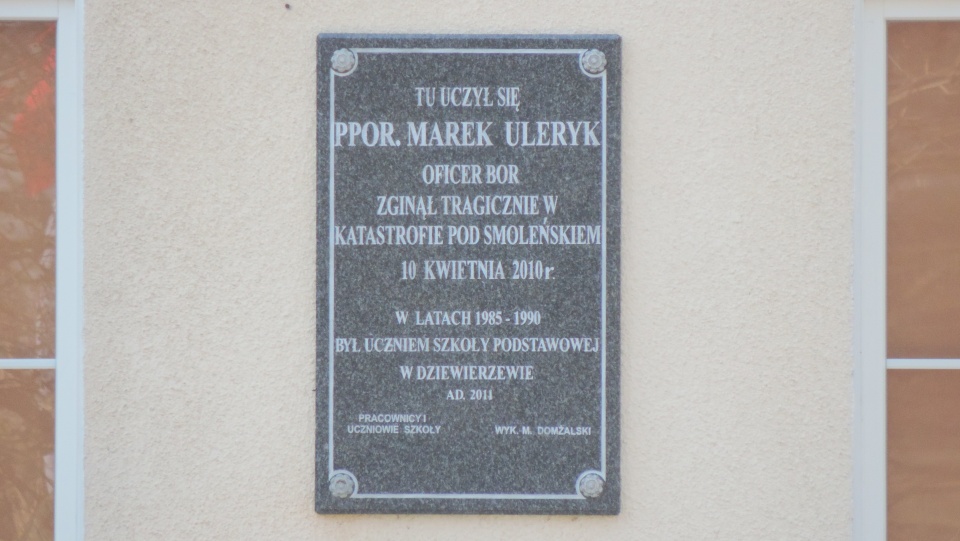 TU UCZYŁ SIĘ
PPOR. MAREK ULERYK
OFICER BOR
ZGINĄŁ TRAGICZNIE W
KATASTROFIE POD SMOLEŃSKIEM
10 KWIETNIA 2010r.
W LATACH 1985 - 1990
BYŁ UCZNIEM SZKOŁY PODSTAWOWEJ
W DZIEWIERZEWIE
AD. 2011
PRACOWNICY I
UCZNIOWIE SZKOŁY
WYK. M. DOMŻALSKI